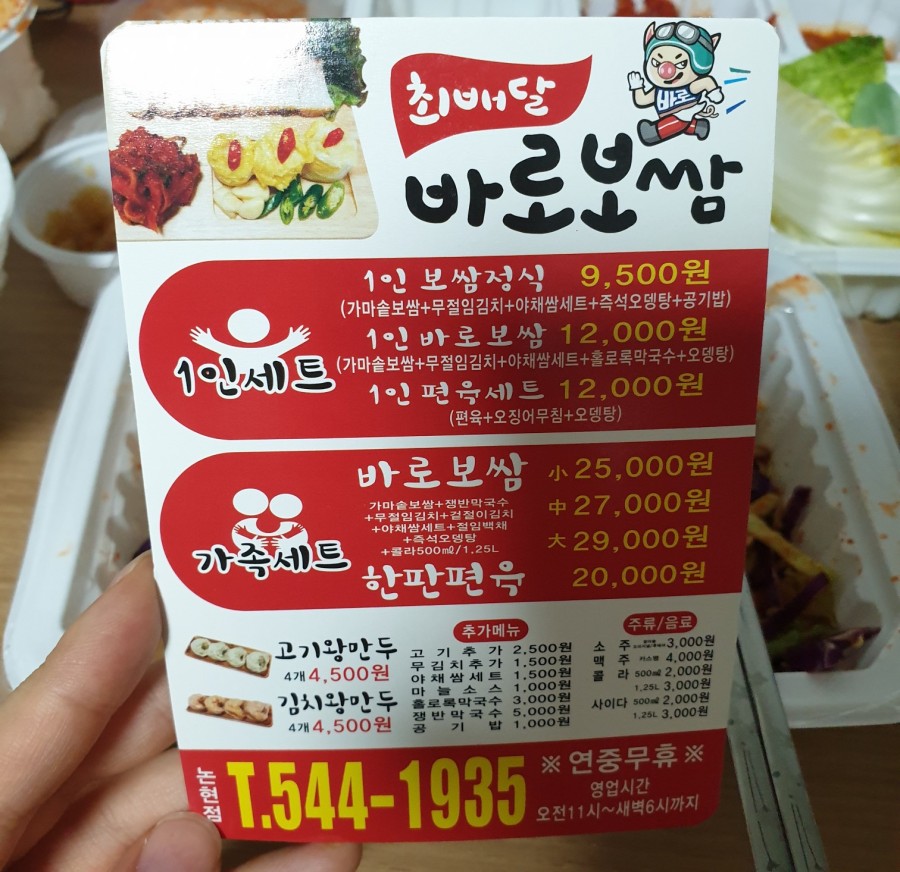 최배달
바로
바로보쌈
1인세트
1인 보쌈정식 9,500원
(가마솥보쌈+무절임김치+야채쌈세트+즉석오뎅탕+공기밥)
1인 바로보쌈 12,000원
(가마솥보쌈+무절임김치+야채쌈세트+홀로록막국수+오뎅탕)
1인 편육세트 12,000원
(편육+오징어무침+오뎅탕)
가족세트
바로보쌈
가마솥보쌈+쟁반막국수
+무절임김치+겉절이김치
+야채쌈세트+절임백채
+즉석오뎅탕
+콜라500㎖/1.25L
小 25,000원
中 27,000원
大 29,000원
한판편육 20,000원
고기왕만두
4개 4,500원
김치왕만두
4개 4,500원
추가메뉴
고기추가 2,500원
무김치추가 1,500원
야채쌈세트 1,500원
마늘소스 1,000원
홀로록막국수 3,000원
쟁반막국수 5,000원
공기밥 1,000원
주류/음료
소주 3,000원
맥주 카스 4,000원
콜라 500㎖ 2,000원
1.25L 3,000원
사이다 500㎖ 2,000원
1.25L 3,000원
논현점
T.544-1935
※ 연중무휴 ※
영업시간
오전11시~새벽6시까지